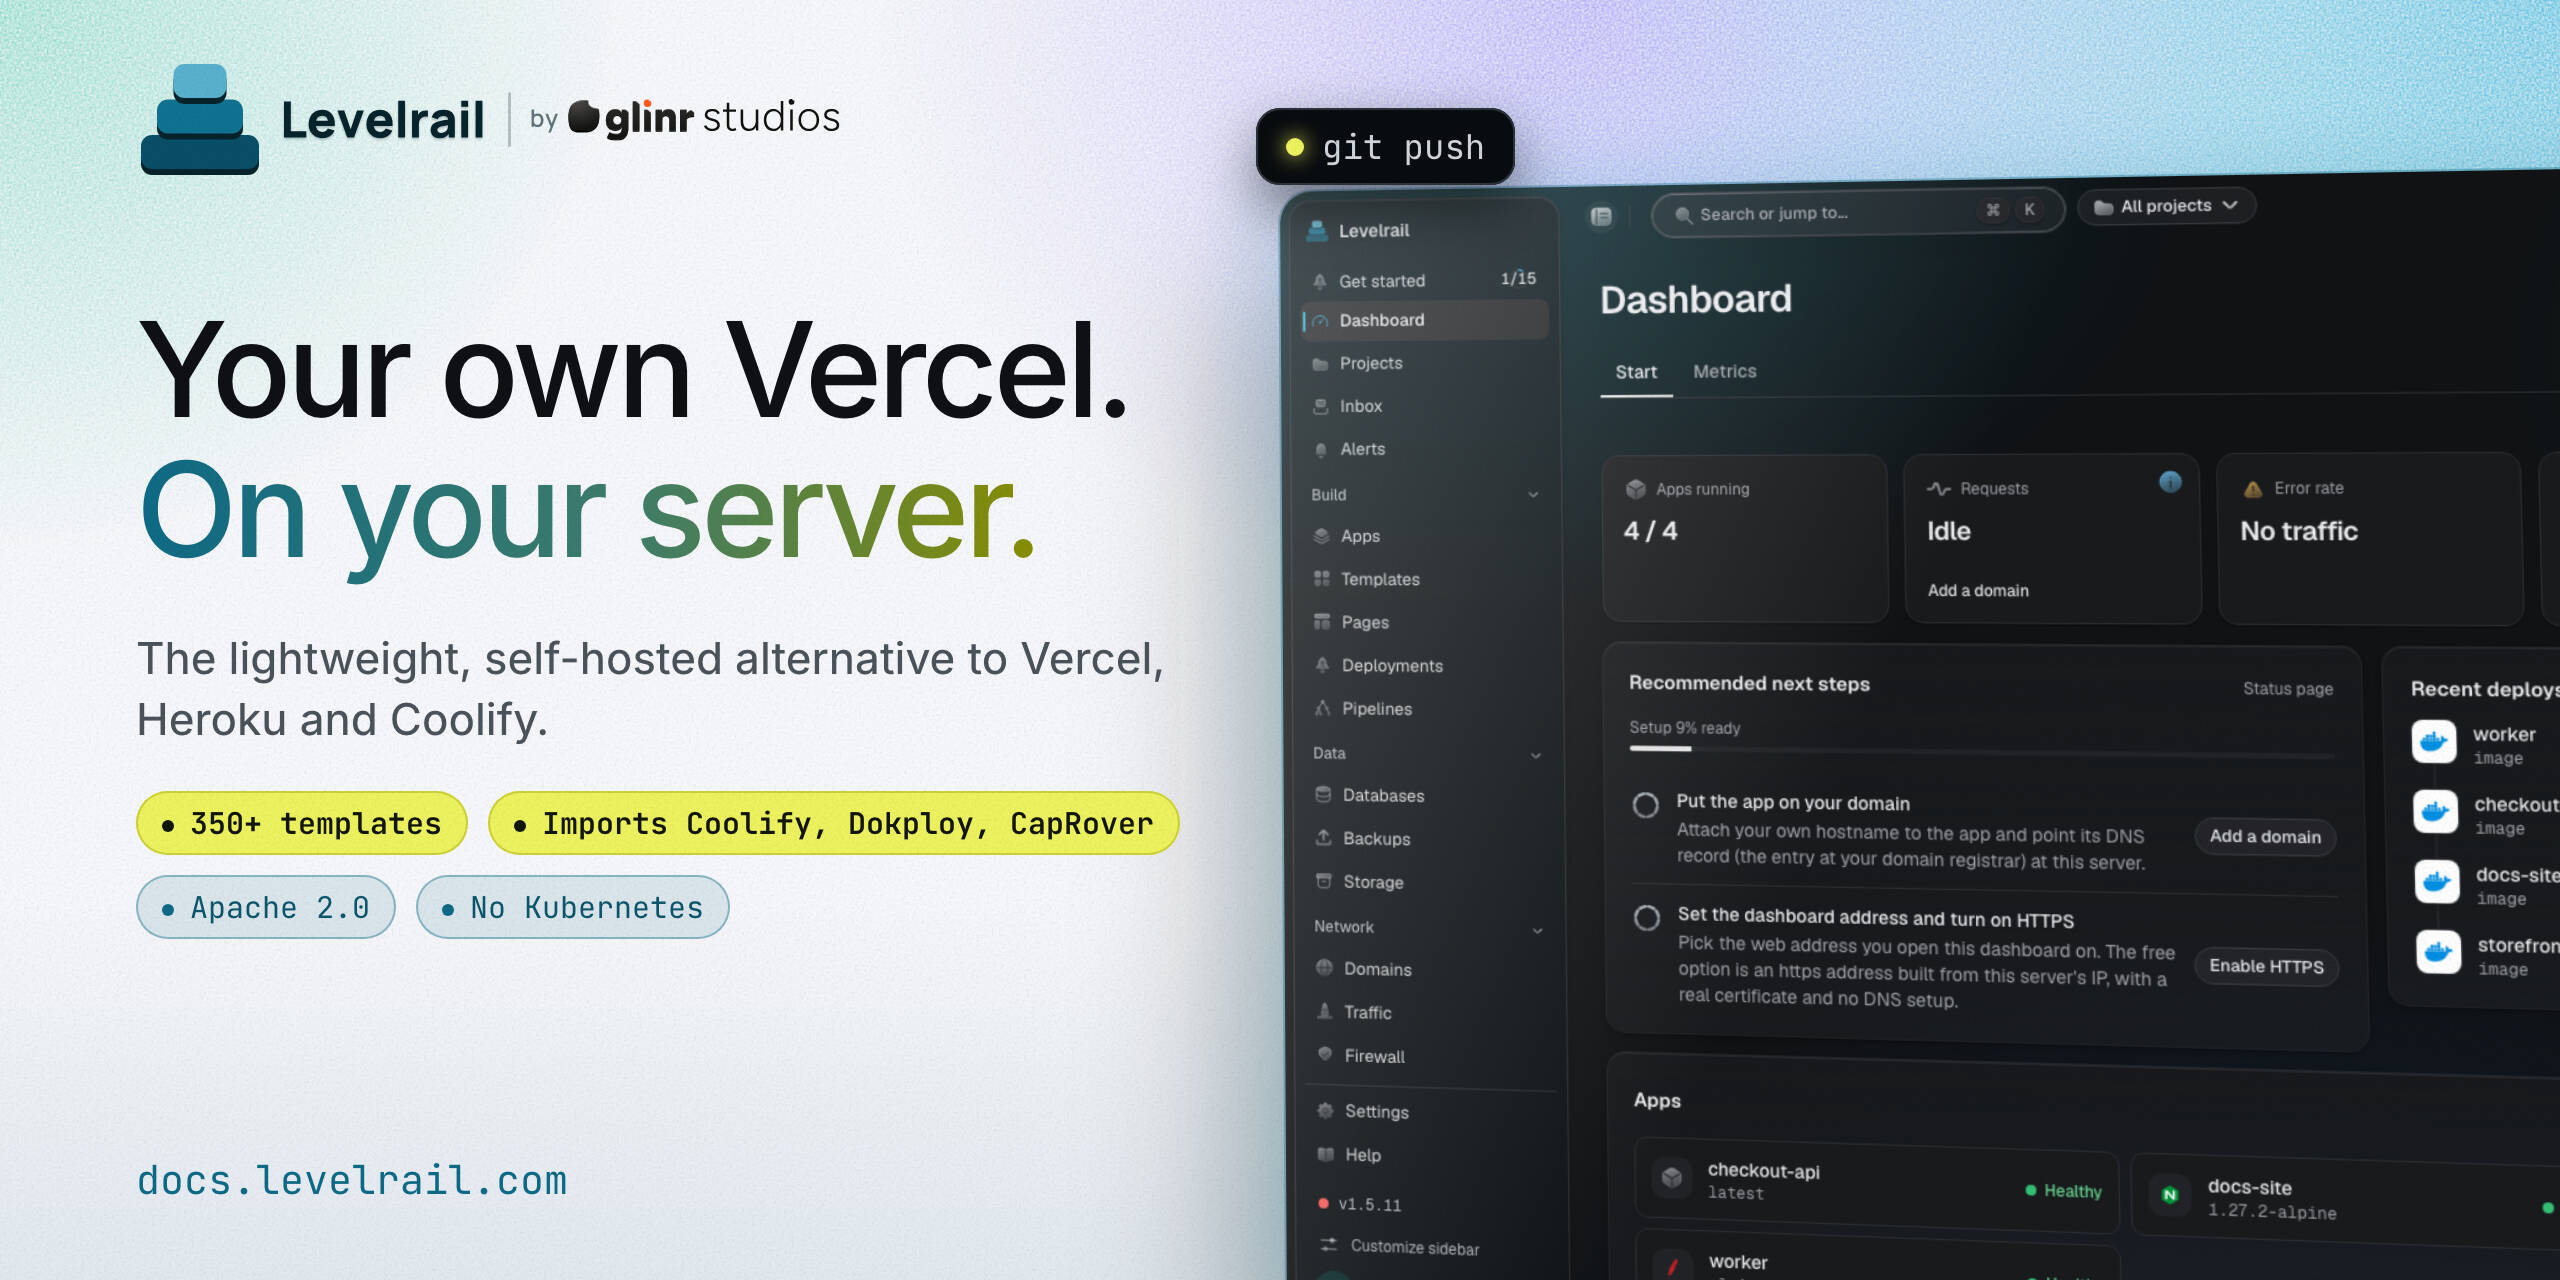 Levelrail
by glinr studios
Your own Vercel.
On your server.
The lightweight, self-hosted alternative to Vercel,
Heroku and Coolify.
350+ templates
Imports Coolify, Dokploy, CapRover
Apache 2.0
No Kubernetes
docs.levelrail.com
git push
Levelrail
Get started 1/15
Dashboard
Projects
Inbox
Alerts
Build
Apps
Templates
Pages
Deployments
Pipelines
Data
Databases
Backups
Storage
Network
Domains
Traffic
Firewall
Settings
Help
v1.5.11
Customize sidebar
Search or jump to...
⌘ K
All projects
Dashboard
Start Metrics
Apps running
4 / 4
Requests
Idle
Add a domain
Error rate
No traffic
Recommended next steps
Status page
Setup 9% ready
Put the app on your domain
Attach your own hostname to the app and point its DNS
record (the entry at your domain registrar) at this server.
Add a domain
Set the dashboard address and turn on HTTPS
Pick the web address you open this dashboard on. The free
option is an https address built from this server's IP, with a
real certificate and no DNS setup.
Enable HTTPS
Recent deploys
worker
image
checkout
image
docs-site
image
storefron
image
Apps
checkout-api
latest
Healthy
docs-site
1.27.2-alpine
worker